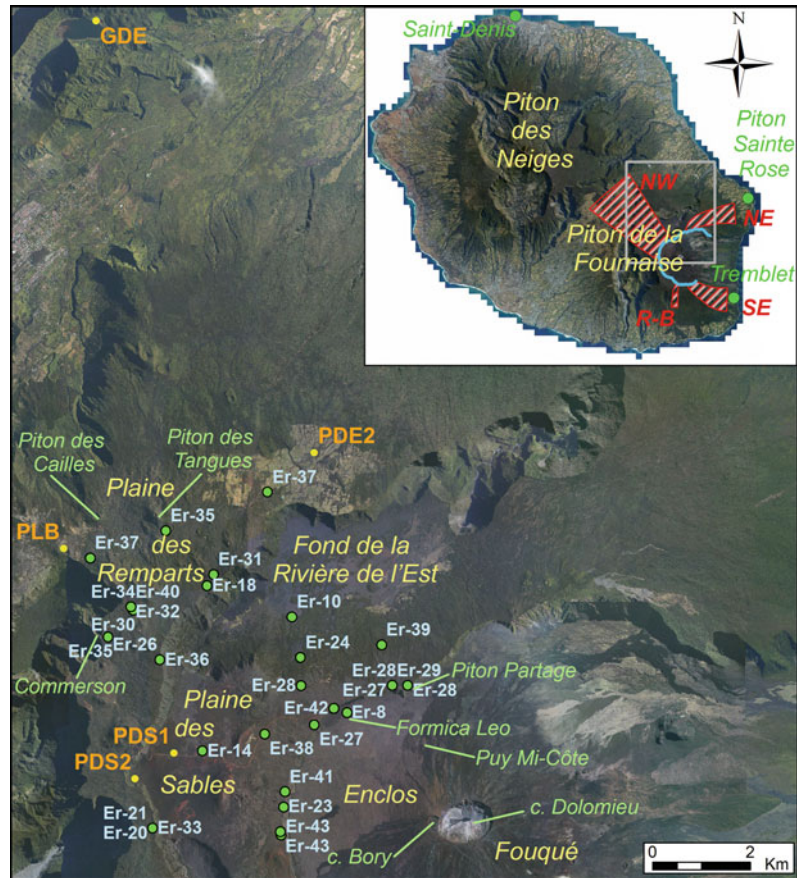 GDE
Saint-Denis
N
Piton
des
Neiges
Piton
Sainte
Rose
NW
NE
Piton de la
Fournaise
Tremblet
R-B
SE
Piton des
Cailles
Piton des
Tangues
PDE2
Plaine
Er-37
Er-35
PLB
des
Er-37
Er-31
Fond de la
Remparts
Er-18
Rivière de l'Est
Er-34
Er-40
Er-32
Er-10
Er-30
Er-26
Er-35
Er-39
Er-24
Er-36
Commerson
Er-28
Er-29
Piton Partage
Er-28
Er-27
Er-28
Plaine
des
Er-42
Er-8
Formica Leo
PDS1
Er-27
Er-14
Er-38
Puy Mi-Côte
PDS2
Sables
Er-41
Enclos
Er-23
c. Dolomieu
Er-21
Er-20
Er-33
Er-43
Er-43
c. Bory
Fouqué
0
2
Km